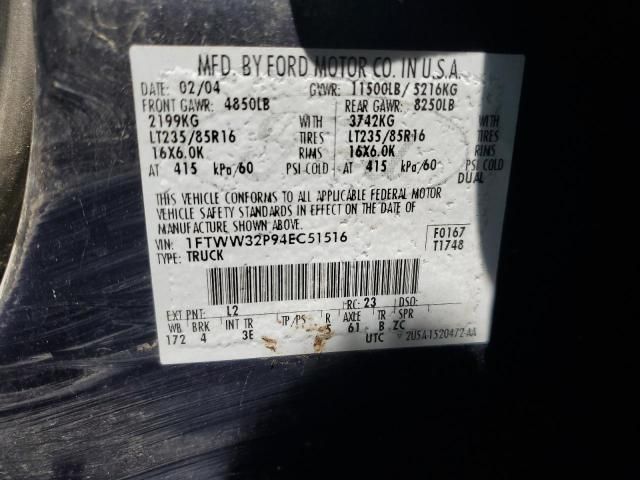 MFD. BY FORD MOTOR CO. IN U.S.A.
DATE: 02/04 GVWR: 11500LB/ 5216KG
FRONT GAWR: 4850LB REAR GAWR: 8250LB
2199KG WITH 3742KG WITH
LT235/85R16 TIRES LT235/85R16 TIRES
16X6.0K RIMS 16X6.0K RIMS
AT 415 kPa/60 PSI COLD AT 415 kPa/60 PSI COLD
DUAL
THIS VEHICLE CONFORMS TO ALL APPLICABLE FEDERAL MOTOR
VEHICLE SAFETY STANDARDS IN EFFECT ON THE DATE OF
MANUFACTURE SHOWN ABOVE.
VIN: 1FTWW32P94EC51516 F0167
TYPE: TRUCK T1748
EXT PNT: L2 RC: 23 DSO:
WB BRK INT TR TP/PS R AXLE TR SPR
172 4 3E 5 61 B ZC
UTC 2U5A-1520472-AA